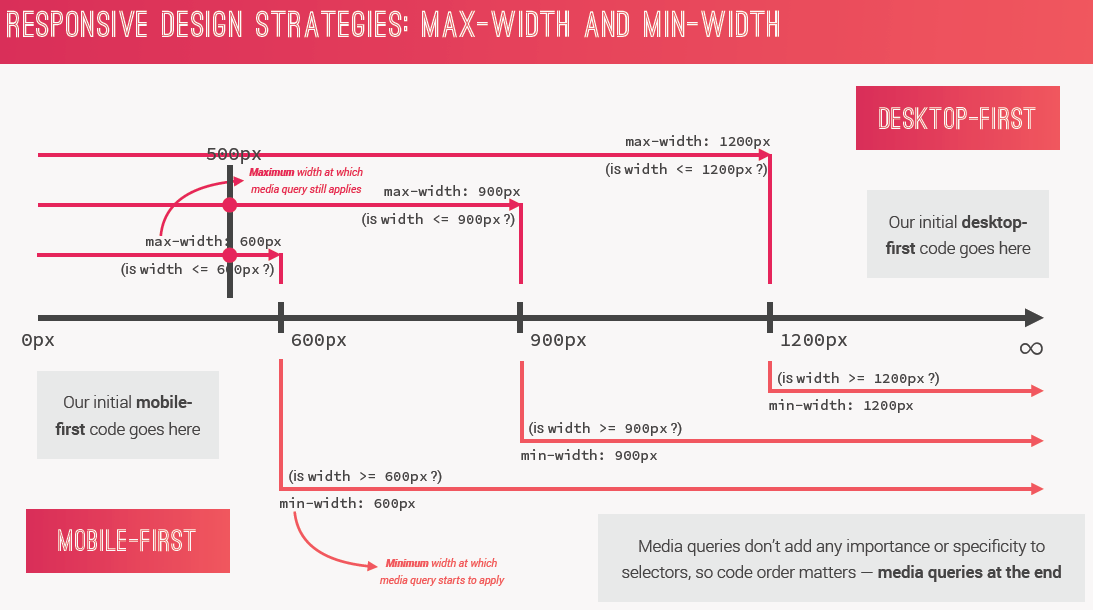 RESPONSIVE DESIGN STRATEGIES: MAX-WIDTH AND MIN-WIDTH
DESKTOP-FIRST
max-width: 1200px
(is width <= 1200px?)
500px
Maximum width at which
media query still applies
max-width: 900px
(is width <= 900px?)
Our initial desktop-
first code goes here
max-width: 600px
(is width <= 600px?)
0px
600px
900px
1200px
∞
Our initial mobile-
first code goes here
(is width >= 1200px?)
min-width: 1200px
(is width >= 900px?)
min-width: 900px
(is width >= 600px?)
min-width: 600px
MOBILE-FIRST
Minimum width at which
media query starts to apply
Media queries don’t add any importance or specificity to
selectors, so code order matters — media queries at the end